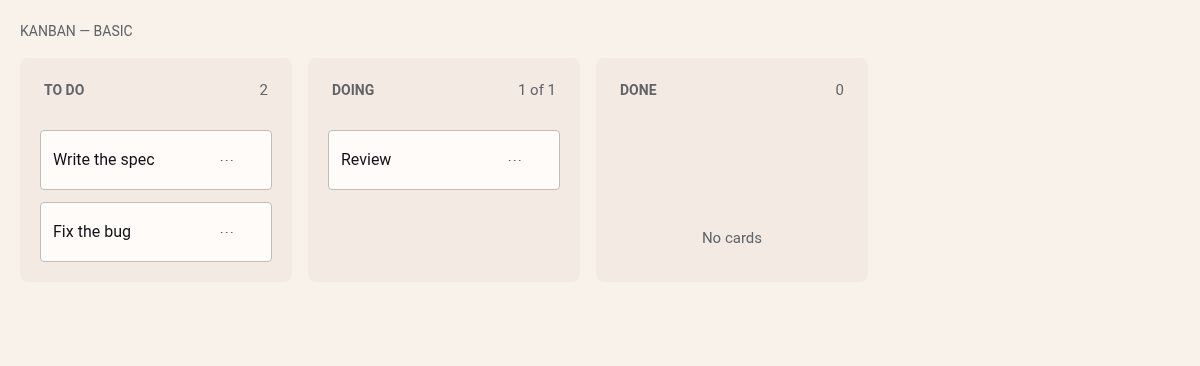 KANBAN — BASIC
TO DO 2
Write the spec ...
Fix the bug ...
DOING 1 of 1
Review ...
DONE 0
No cards